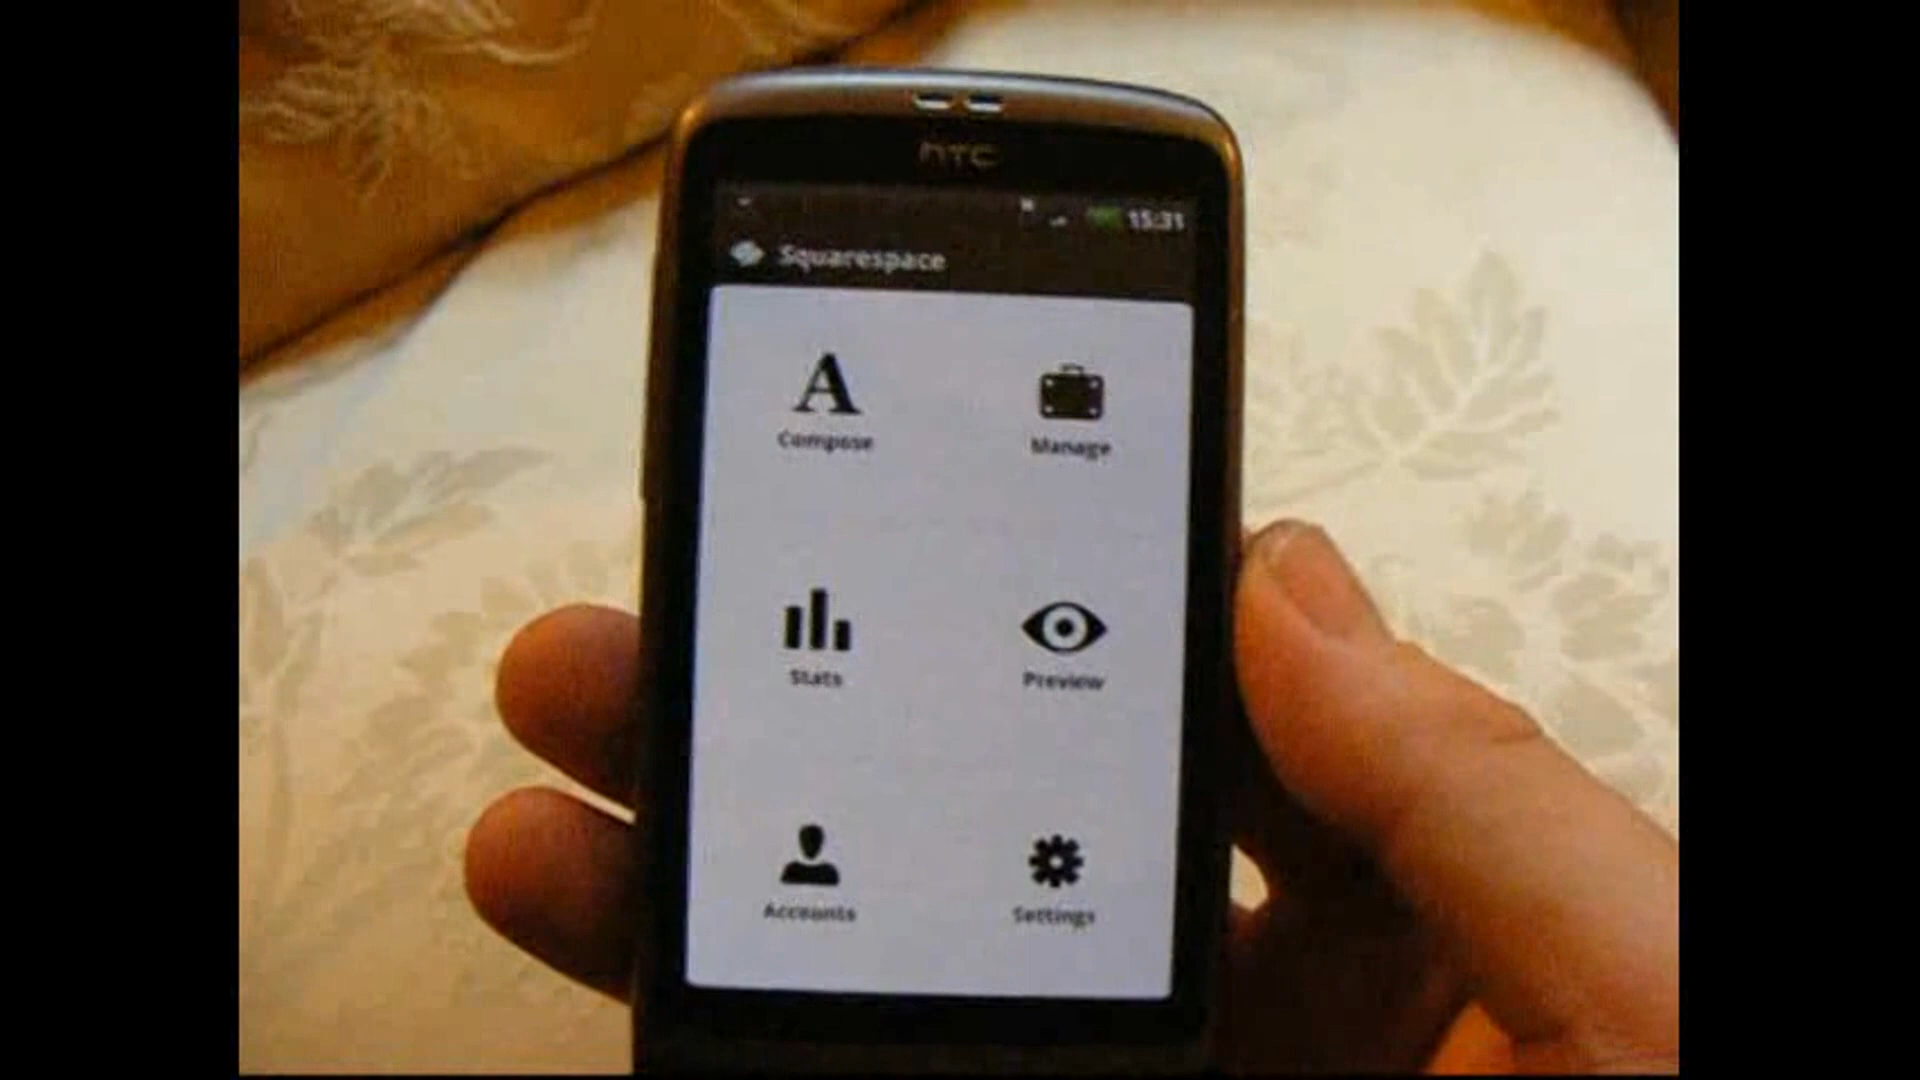 hTC
15:31
Squarespace
A
Compose
Manage
Stats
Preview
Accounts
Settings